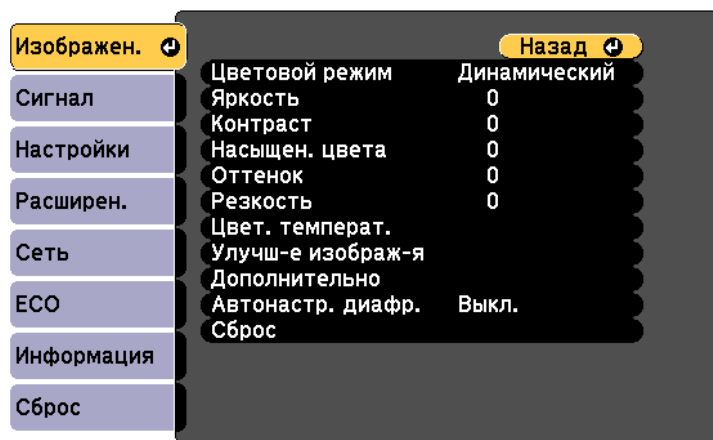 Изображен.
Сигнал
Настройки
Расширен.
Сеть
ECO
Информация
Сброс
Назад
Цветовой режим Динамический
Яркость 0
Контраст 0
Насыщен. цвета 0
Оттенок 0
Резкость 0
Цвет. температ.
Улучш-е изображ-я
Дополнительно
Автонастр. диафр. Выкл.
Сброс